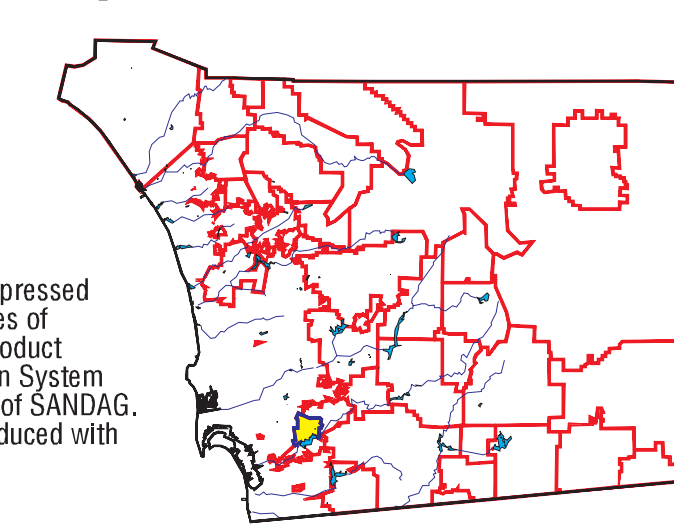 pressed
es of
oduct
n System
of SANDAG.
duced with